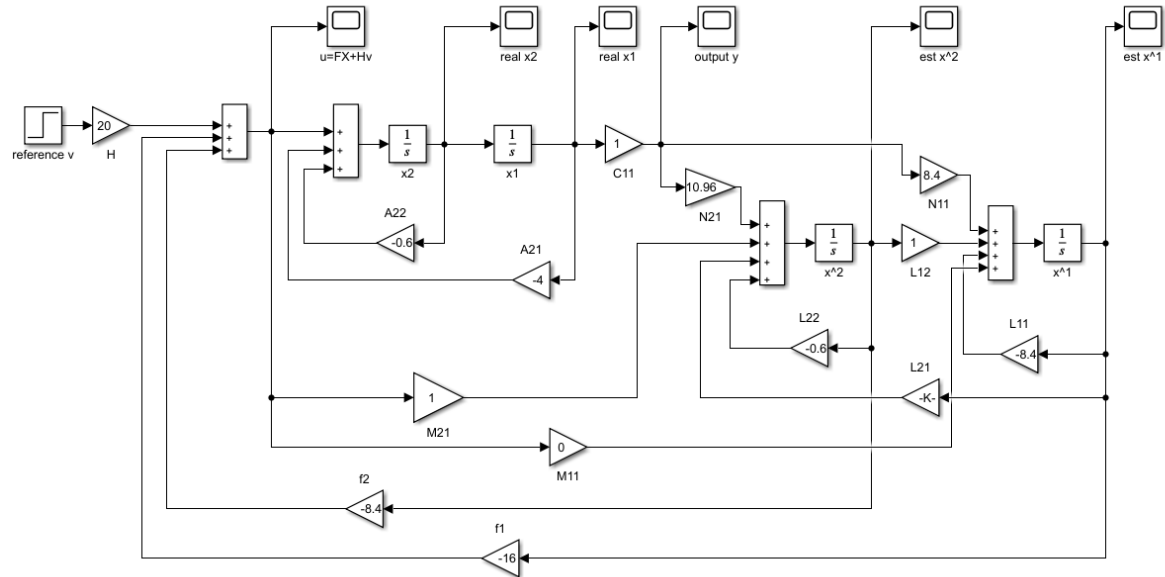 u=FX+Hv
real x2
real x1
output y
est x^2
est x^1
reference v
20
H
+
+
+
+
+
+
1
s
x2
1
s
x1
1
C11
A22
-0.6
A21
-4
10.96
N21
8.4
N11
+
+
+
+
1
s
x^2
1
L12
+
+
+
+
1
s
x^1
L22
-0.6
L11
-8.4
L21
-K-
1
M21
0
M11
f2
-8.4
f1
-16